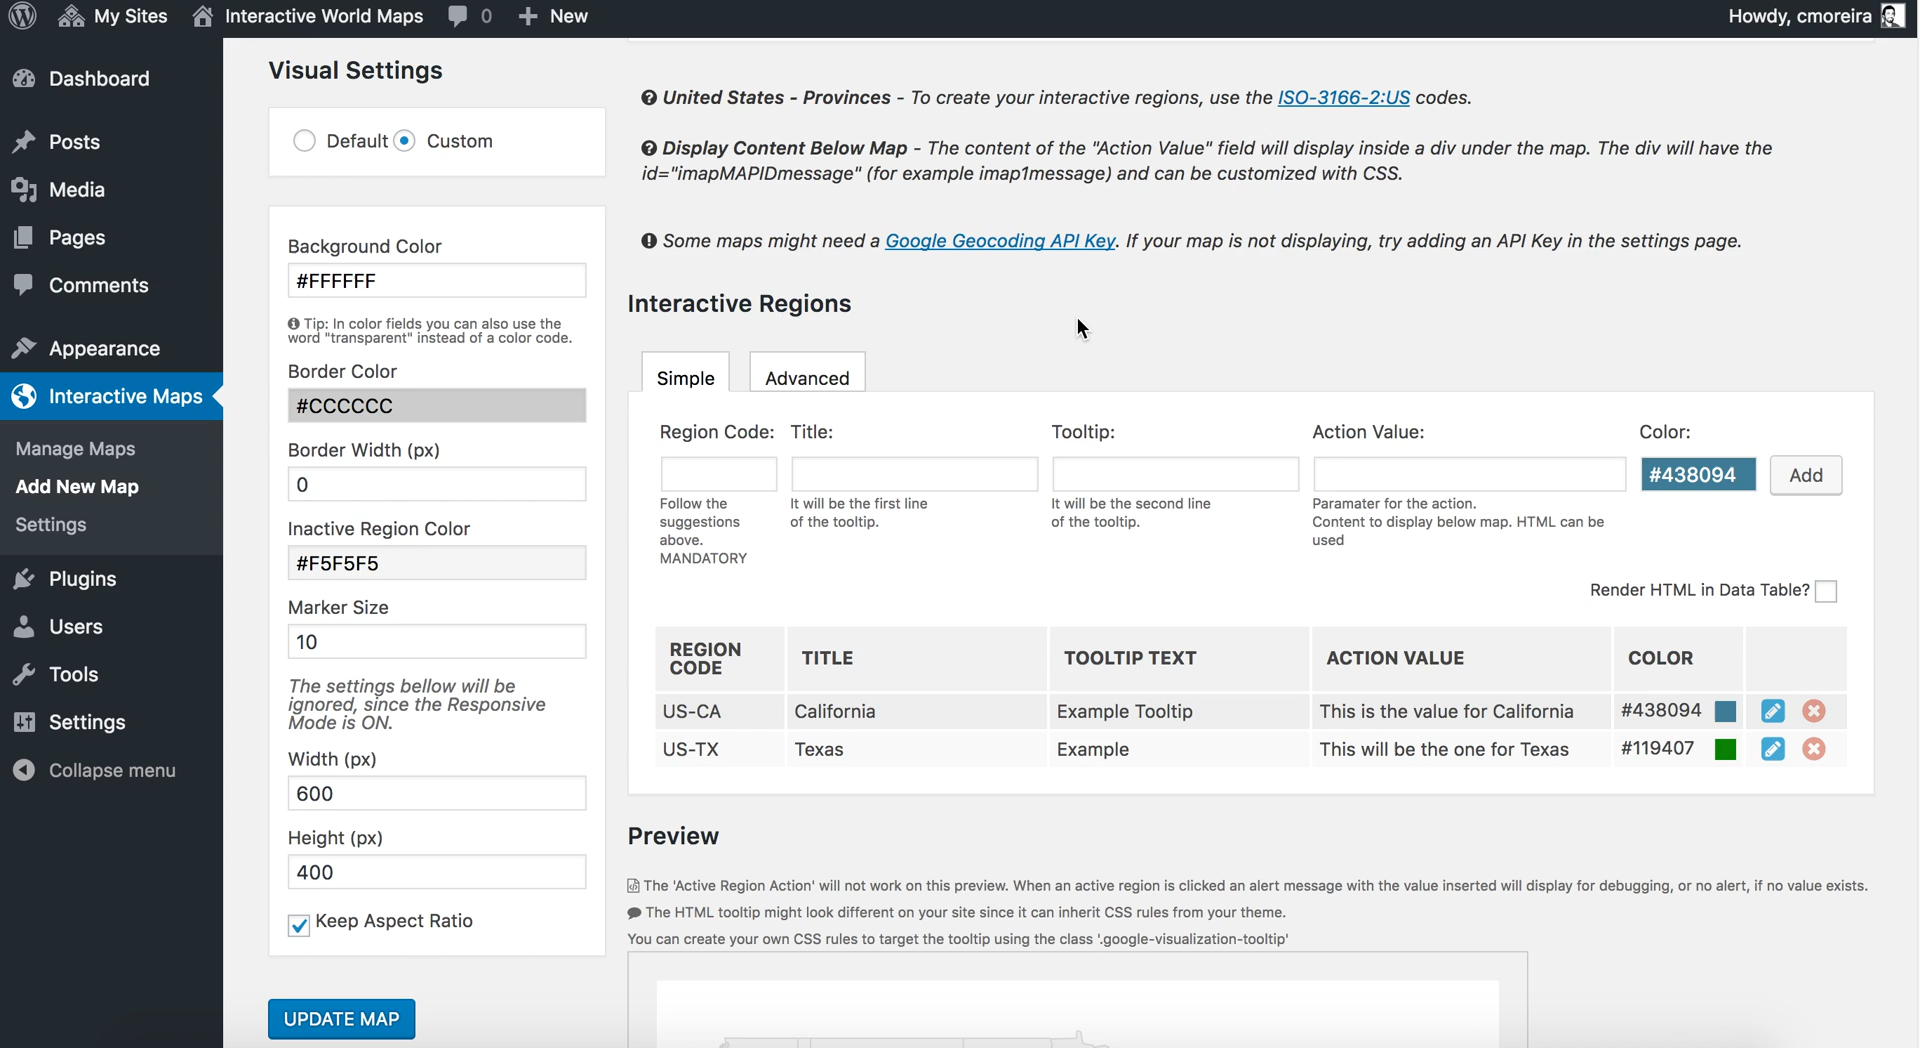 My Sites
Interactive World Maps
0
New
Howdy, cmoreira
Dashboard
Posts
Media
Pages
Comments
Appearance
Interactive Maps
Manage Maps
Add New Map
Settings
Plugins
Users
Tools
Settings
Collapse menu
Visual Settings
Default
Custom
Background Color
#FFFFFF
Tip: In color fields you can also use the
word "transparent" instead of a color code.
Border Color
#CCCCCC
Border Width (px)
0
Inactive Region Color
#F5F5F5
Marker Size
10
The settings bellow will be
ignored, since the Responsive
Mode is ON.
Width (px)
600
Height (px)
400
Keep Aspect Ratio
UPDATE MAP
United States - Provinces - To create your interactive regions, use the ISO-3166-2:US codes.
Display Content Below Map - The content of the "Action Value" field will display inside a div under the map. The div will have the
id="imapMAPIDmessage" (for example imap1message) and can be customized with CSS.
Some maps might need a Google Geocoding API Key. If your map is not displaying, try adding an API Key in the settings page.
Interactive Regions
Simple
Advanced
Region Code: Title: Tooltip: Action Value: Color:
#438094
Add
Follow the
suggestions
above.
MANDATORY
It will be the first line
of the tooltip.
It will be the second line
of the tooltip.
Paramater for the action.
Content to display below map. HTML can be
used
Render HTML in Data Table?
REGION
CODE
TITLE
TOOLTIP TEXT
ACTION VALUE
COLOR
US-CA California Example Tooltip This is the value for California #438094
US-TX Texas Example This will be the one for Texas #119407
Preview
The 'Active Region Action' will not work on this preview. When an active region is clicked an alert message with the value inserted will display for debugging, or no alert, if no value exists.
The HTML tooltip might look different on your site since it can inherit CSS rules from your theme.
You can create your own CSS rules to target the tooltip using the class '.google-visualization-tooltip'